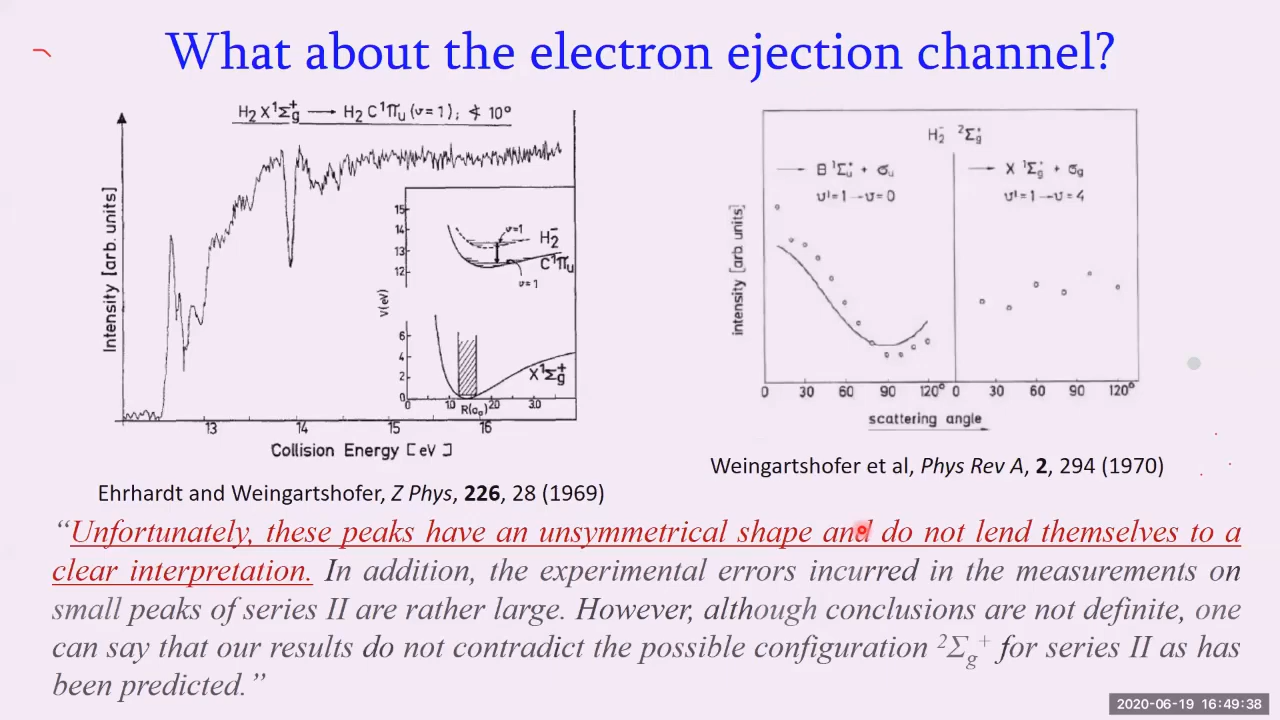 What about the electron ejection channel?
H₂ X¹Σg⁺ → H₂ C¹Πu (v=1); ∢ 10°
Intensity [arb. units]
15
14
13
12
v=1
H₂⁻
C¹Πu
v=1
V(eV)
6
4
2
0
X¹Σg⁺
0 1.0 2.0 3.0
R(a₀)
13 14 15 16
Collision Energy [eV]
H₂⁻ ²Σg⁺
→ B ¹Σu⁺ + σu
v'=1→v=0
→ X ¹Σg⁺ + σg
v'=1→v=4
intensity [arb units]
0 30 60 90 120° 0 30 60 90 120°
scattering angle
Weingartshofer et al, Phys Rev A, 2, 294 (1970)
Ehrhardt and Weingartshofer, Z Phys, 226, 28 (1969)
“Unfortunately, these peaks have an unsymmetrical shape and do not lend themselves to a
clear interpretation. In addition, the experimental errors incurred in the measurements on
small peaks of series II are rather large. However, although conclusions are not definite, one
can say that our results do not contradict the possible configuration ²Σg⁺ for series II as has
been predicted.”
2020-06-19 16:49:38